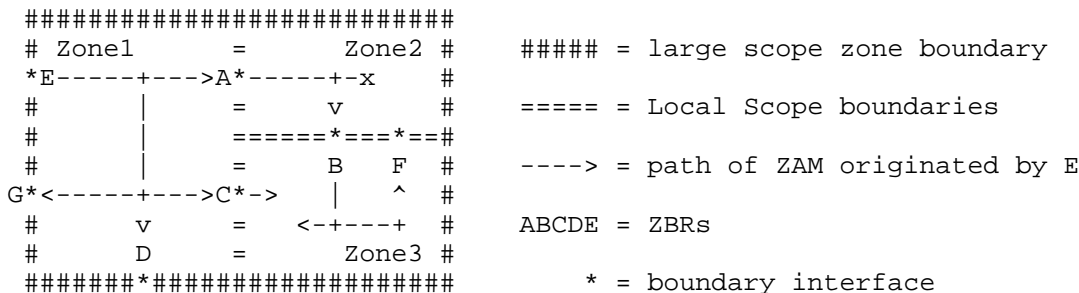 ###########################
# Zone1      =      Zone2 #    ##### = large scope zone boundary
*E-----+--->A*-----+-x    #
#      |     =     v      #    ===== = Local Scope boundaries
#      |     ======*===*==#
#      |     =     B   F  #    ----> = path of ZAM originated by E
G*<-----+--->C*->   |   ^  #
#      v     =   <-+---+  #    ABCDE = ZBRs
#      D     =      Zone3 #
#######*###################        * = boundary interface